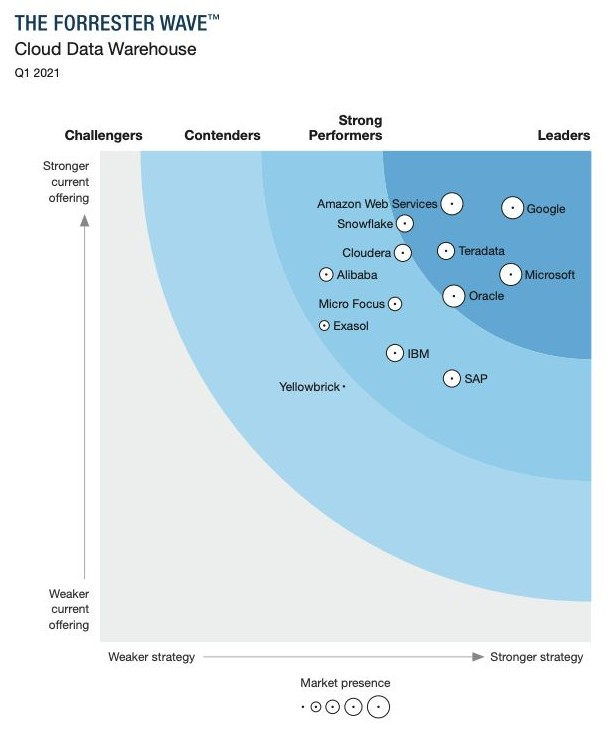 THE FORRESTER WAVE™
Cloud Data Warehouse
Q1 2021
Challengers
Contenders
Strong
Performers
Leaders
Stronger
current
offering
Amazon Web Services
Google
Snowflake
Cloudera
Teradata
Alibaba
Microsoft
Oracle
Micro Focus
Exasol
IBM
SAP
Yellowbrick
Weaker
current
offering
Weaker strategy
Stronger strategy
Market presence